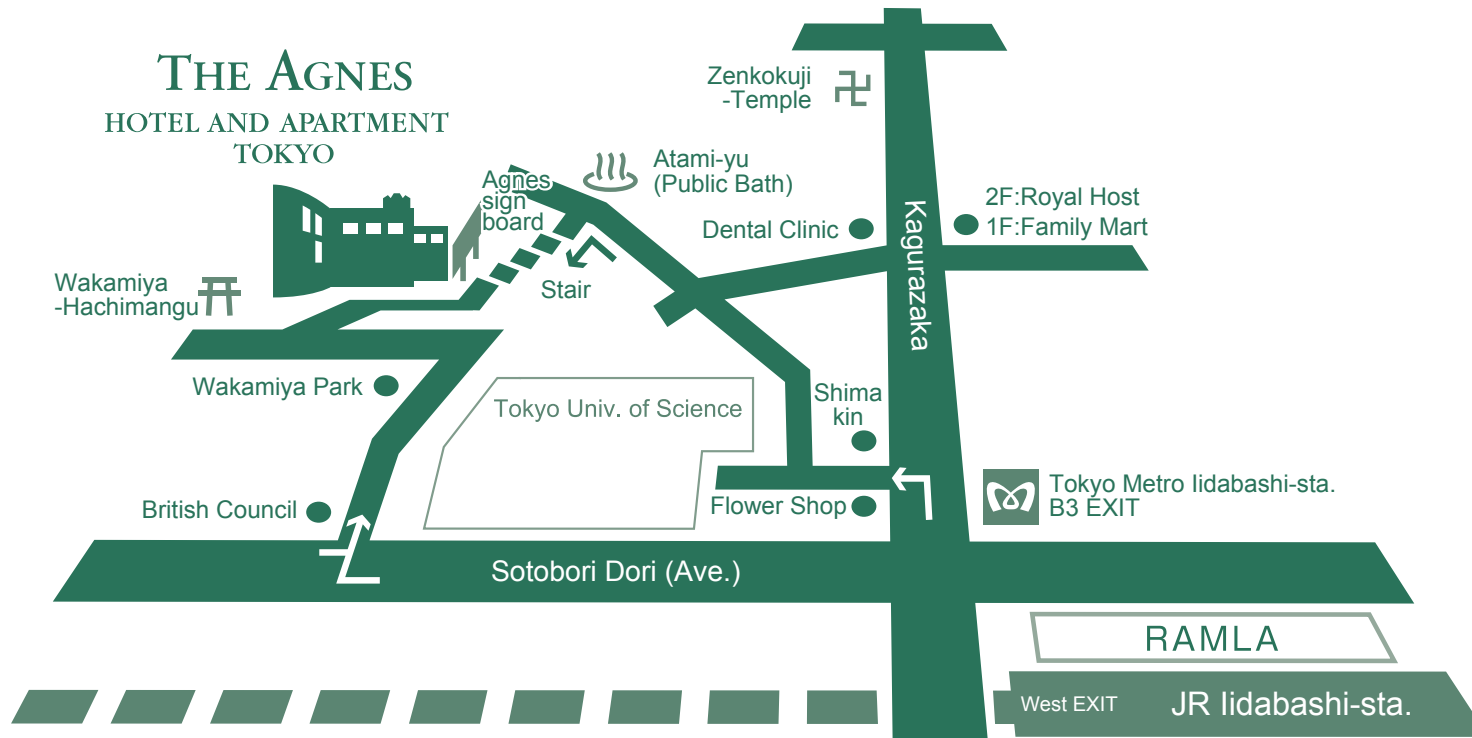 THE AGNES
HOTEL AND APARTMENT
TOKYO
Zenkokuji
-Temple
Agnes
sign
board
Atami-yu
(Public Bath)
Dental Clinic
Kagurazaka
2F:Royal Host
1F:Family Mart
Wakamiya
-Hachimangu
Stair
Wakamiya Park
Tokyo Univ. of Science
Shima
kin
British Council
Flower Shop
Tokyo Metro Iidabashi-sta.
B3 EXIT
Sotobori Dori (Ave.)
RAMLA
West EXIT
JR Iidabashi-sta.